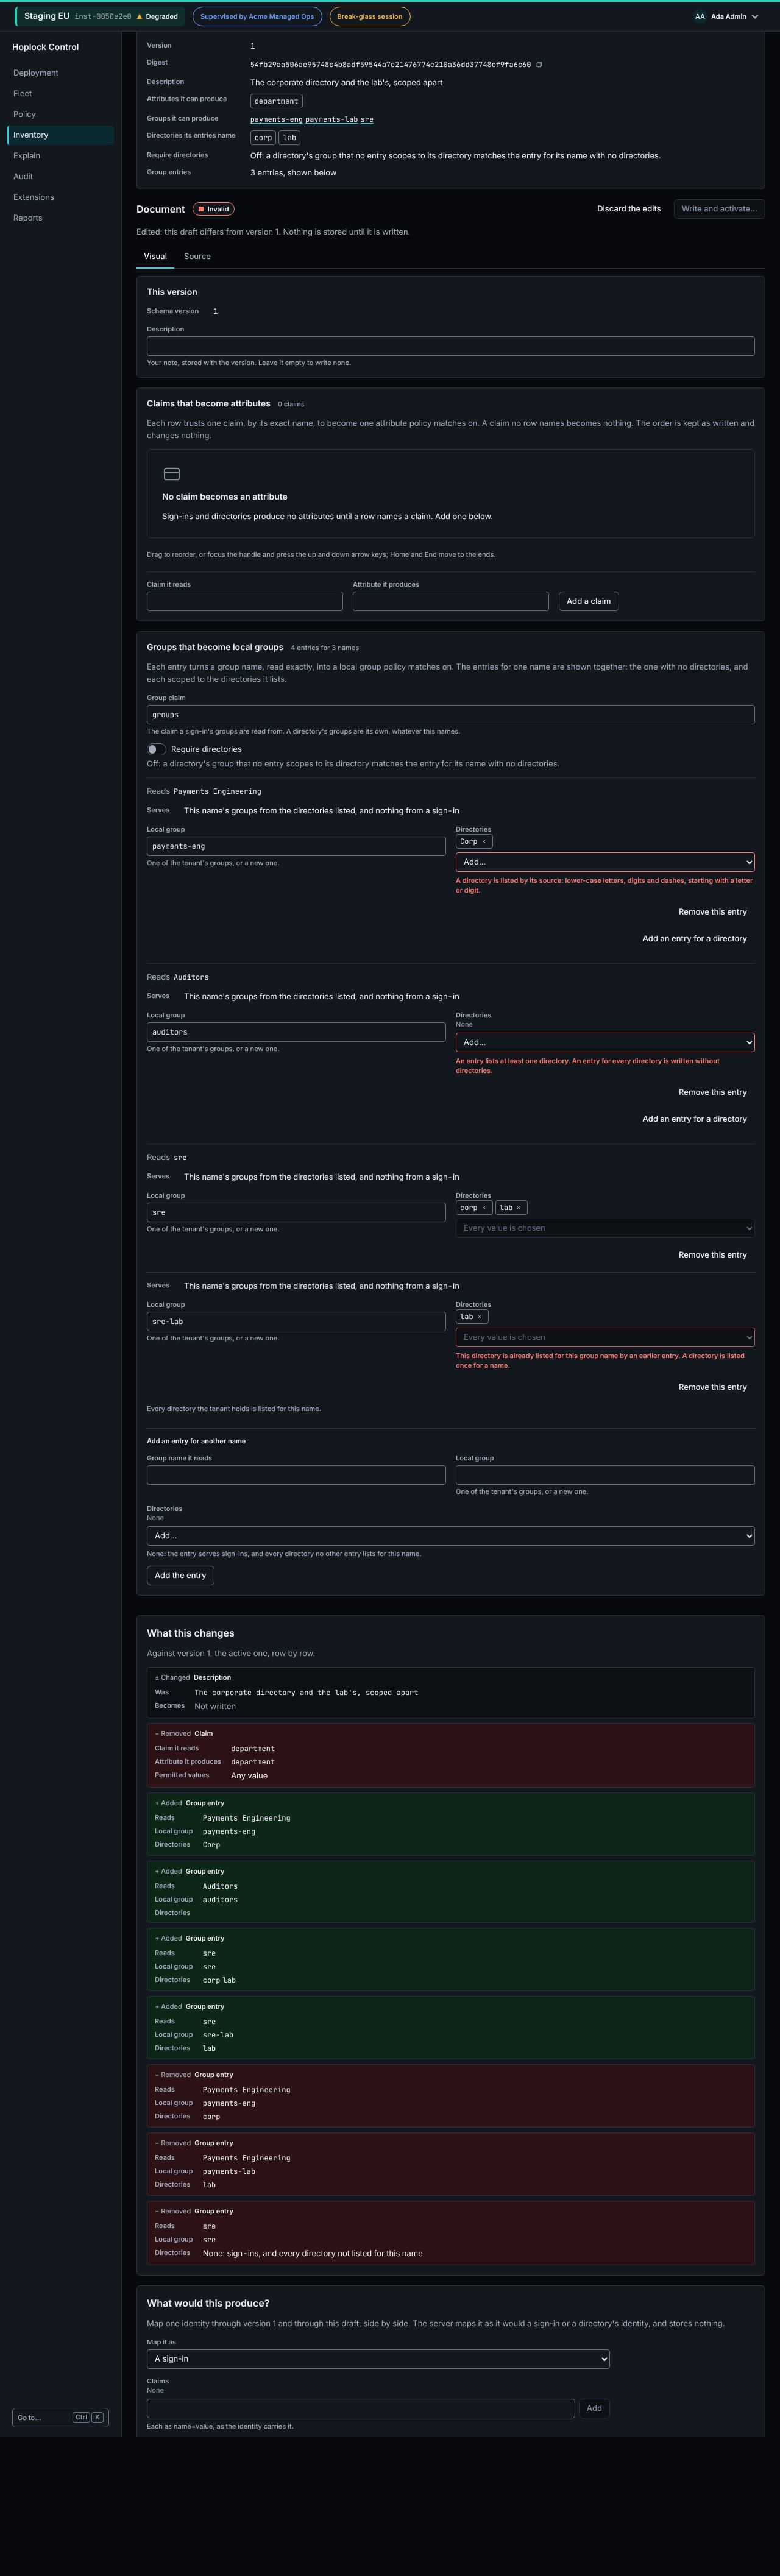 Staging EU inst-0050e2e0 Degraded Supervised by Acme Managed Ops Break-glass session AA Ada Admin
Hoplock Control
Deployment
Fleet
Policy
Inventory
Explain
Audit
Extensions
Reports
Go to... Ctrl K
Version 1
Digest 54fb29aa506ae95748c4b8adf59544a7e21476774c210a36dd37748cf9fa6c60
Description The corporate directory and the lab's, scoped apart
Attributes it can produce department
Groups it can produce payments-eng payments-lab sre
Directories its entries name corp lab
Require directories Off: a directory's group that no entry scopes to its directory matches the entry for its name with no directories.
Group entries 3 entries, shown below
Document Invalid Discard the edits Write and activate...
Edited: this draft differs from version 1. Nothing is stored until it is written.
Visual Source
This version
Schema version 1
Description
Your note, stored with the version. Leave it empty to write none.
Claims that become attributes 0 claims
Each row trusts one claim, by its exact name, to become one attribute policy matches on. A claim no row names becomes nothing. The order is kept as written and
changes nothing.
No claim becomes an attribute
Sign-ins and directories produce no attributes until a row names a claim. Add one below.
Drag to reorder, or focus the handle and press the up and down arrow keys; Home and End move to the ends.
Claim it reads Attribute it produces
Add a claim
Groups that become local groups 4 entries for 3 names
Each entry turns a group name, read exactly, into a local group policy matches on. The entries for one name are shown together: the one with no directories, and
each scoped to the directories it lists.
Group claim
groups
The claim a sign-in's groups are read from. A directory's groups are its own, whatever this names.
Require directories
Off: a directory's group that no entry scopes to its directory matches the entry for its name with no directories.
Reads Payments Engineering
Serves This name's groups from the directories listed, and nothing from a sign-in
Local group Directories
payments-eng Corp ×
Add...
One of the tenant's groups, or a new one.
A directory is listed by its source: lower-case letters, digits and dashes, starting with a letter
or digit.
Remove this entry
Add an entry for a directory
Reads Auditors
Serves This name's groups from the directories listed, and nothing from a sign-in
Local group Directories
None
auditors Add...
One of the tenant's groups, or a new one.
An entry lists at least one directory. An entry for every directory is written without
directories.
Remove this entry
Add an entry for a directory
Reads sre
Serves This name's groups from the directories listed, and nothing from a sign-in
Local group Directories
sre corp × lab ×
Every value is chosen
One of the tenant's groups, or a new one.
Remove this entry
Serves This name's groups from the directories listed, and nothing from a sign-in
Local group Directories
sre-lab lab ×
Every value is chosen
One of the tenant's groups, or a new one.
This directory is already listed for this group name by an earlier entry. A directory is listed
once for a name.
Remove this entry
Every directory the tenant holds is listed for this name.
Add an entry for another name
Group name it reads Local group
One of the tenant's groups, or a new one.
Directories
None
Add...
None: the entry serves sign-ins, and every directory no other entry lists for this name.
Add the entry
What this changes
Against version 1, the active one, row by row.
± Changed Description
Was The corporate directory and the lab's, scoped apart
Becomes Not written
− Removed Claim
Claim it reads department
Attribute it produces department
Permitted values Any value
+ Added Group entry
Reads Payments Engineering
Local group payments-eng
Directories Corp
+ Added Group entry
Reads Auditors
Local group auditors
Directories
+ Added Group entry
Reads sre
Local group sre
Directories corp lab
+ Added Group entry
Reads sre
Local group sre-lab
Directories lab
− Removed Group entry
Reads Payments Engineering
Local group payments-eng
Directories corp
− Removed Group entry
Reads Payments Engineering
Local group payments-lab
Directories lab
− Removed Group entry
Reads sre
Local group sre
Directories None: sign-ins, and every directory not listed for this name
What would this produce?
Map one identity through version 1 and through this draft, side by side. The server maps it as it would a sign-in or a directory's identity, and stores nothing.
Map it as
A sign-in
Claims
None
Add
Each as name=value, as the identity carries it.